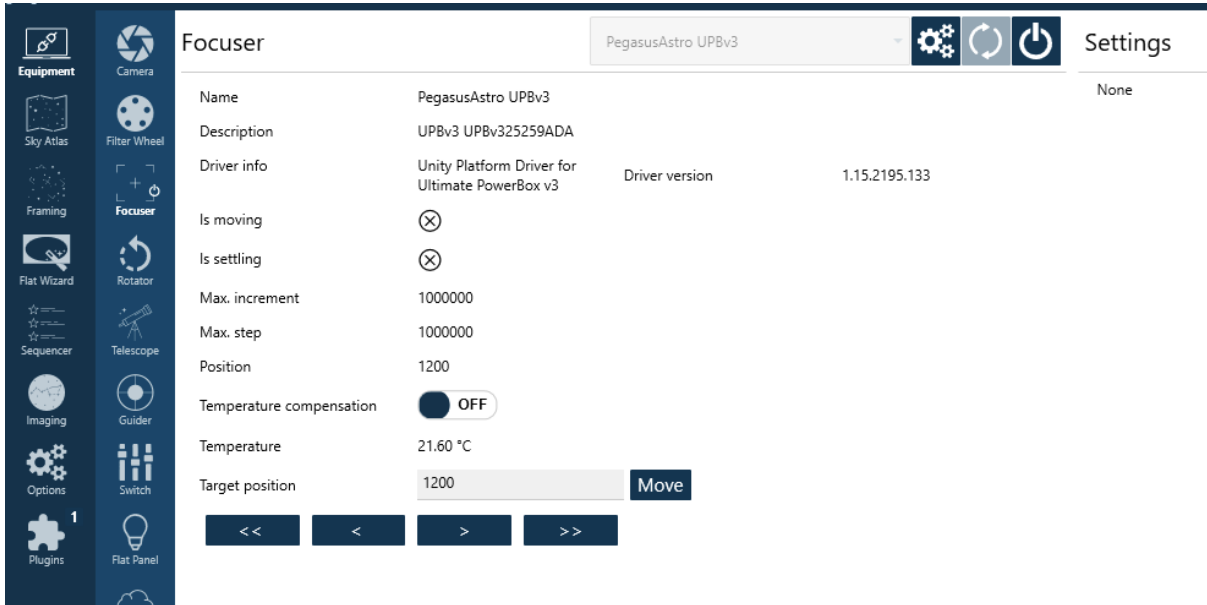 Equipment
Sky Atlas
Framing
Flat Wizard
Sequencer
Imaging
Options
1
Plugins
Camera
Filter Wheel
Focuser
Rotator
Telescope
Guider
Switch
Flat Panel
Focuser
PegasusAstro UPBv3
Name PegasusAstro UPBv3
Description UPBv3 UPBv325259ADA
Driver info Unity Platform Driver for
Ultimate PowerBox v3
Driver version 1.15.2195.133
Is moving
Is settling
Max. increment 1000000
Max. step 1000000
Position 1200
Temperature compensation OFF
Temperature 21.60 °C
Target position 1200 Move
<< < > >>
Settings
None